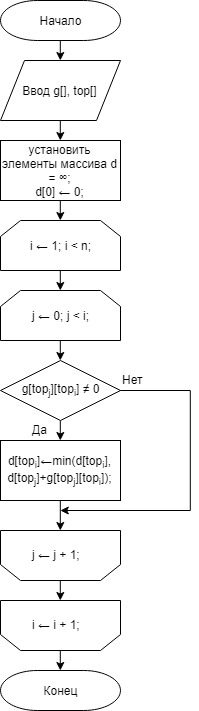 Начало
Ввод g[], top[]
установить
элементы массива d
= ∞;
d[0] ← 0;
i ← 1; i < n;
j ← 0; j < i;
g[topⱼ][topᵢ] ≠ 0
Нет
Да
d[topᵢ]←min(d[topᵢ],
d[topⱼ]+g[topⱼ][topᵢ]);
j ← j + 1;
i ← i + 1;
Конец